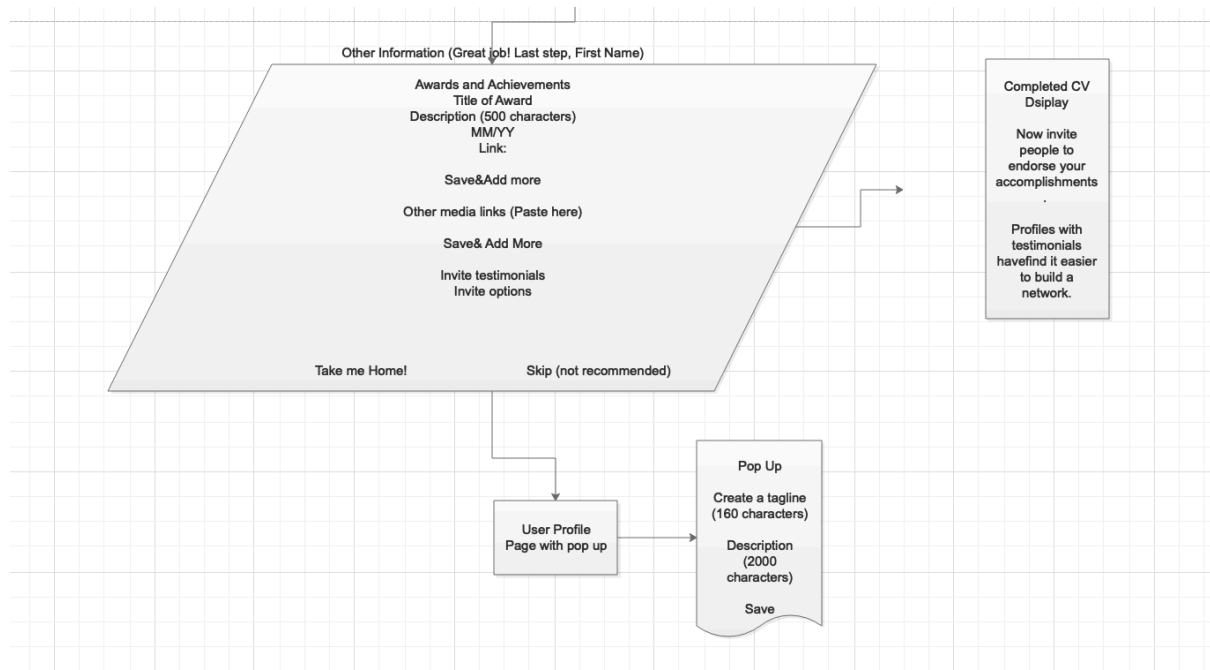 Other Information (Great job! Last step, First Name)
Awards and Achievements
Title of Award
Description (500 characters)
MM/YY
Link:
Save&Add more
Other media links (Paste here)
Save& Add More
Invite testimonials
Invite options
Take me Home!
Skip (not recommended)
Completed CV
Dsiplay
Now invite
people to
endorse your
accomplishments
.
Profiles with
testimonials
havefind it easier
to build a
network.
User Profile
Page with pop up
Pop Up
Create a tagline
(160 characters)
Description
(2000
characters)
Save